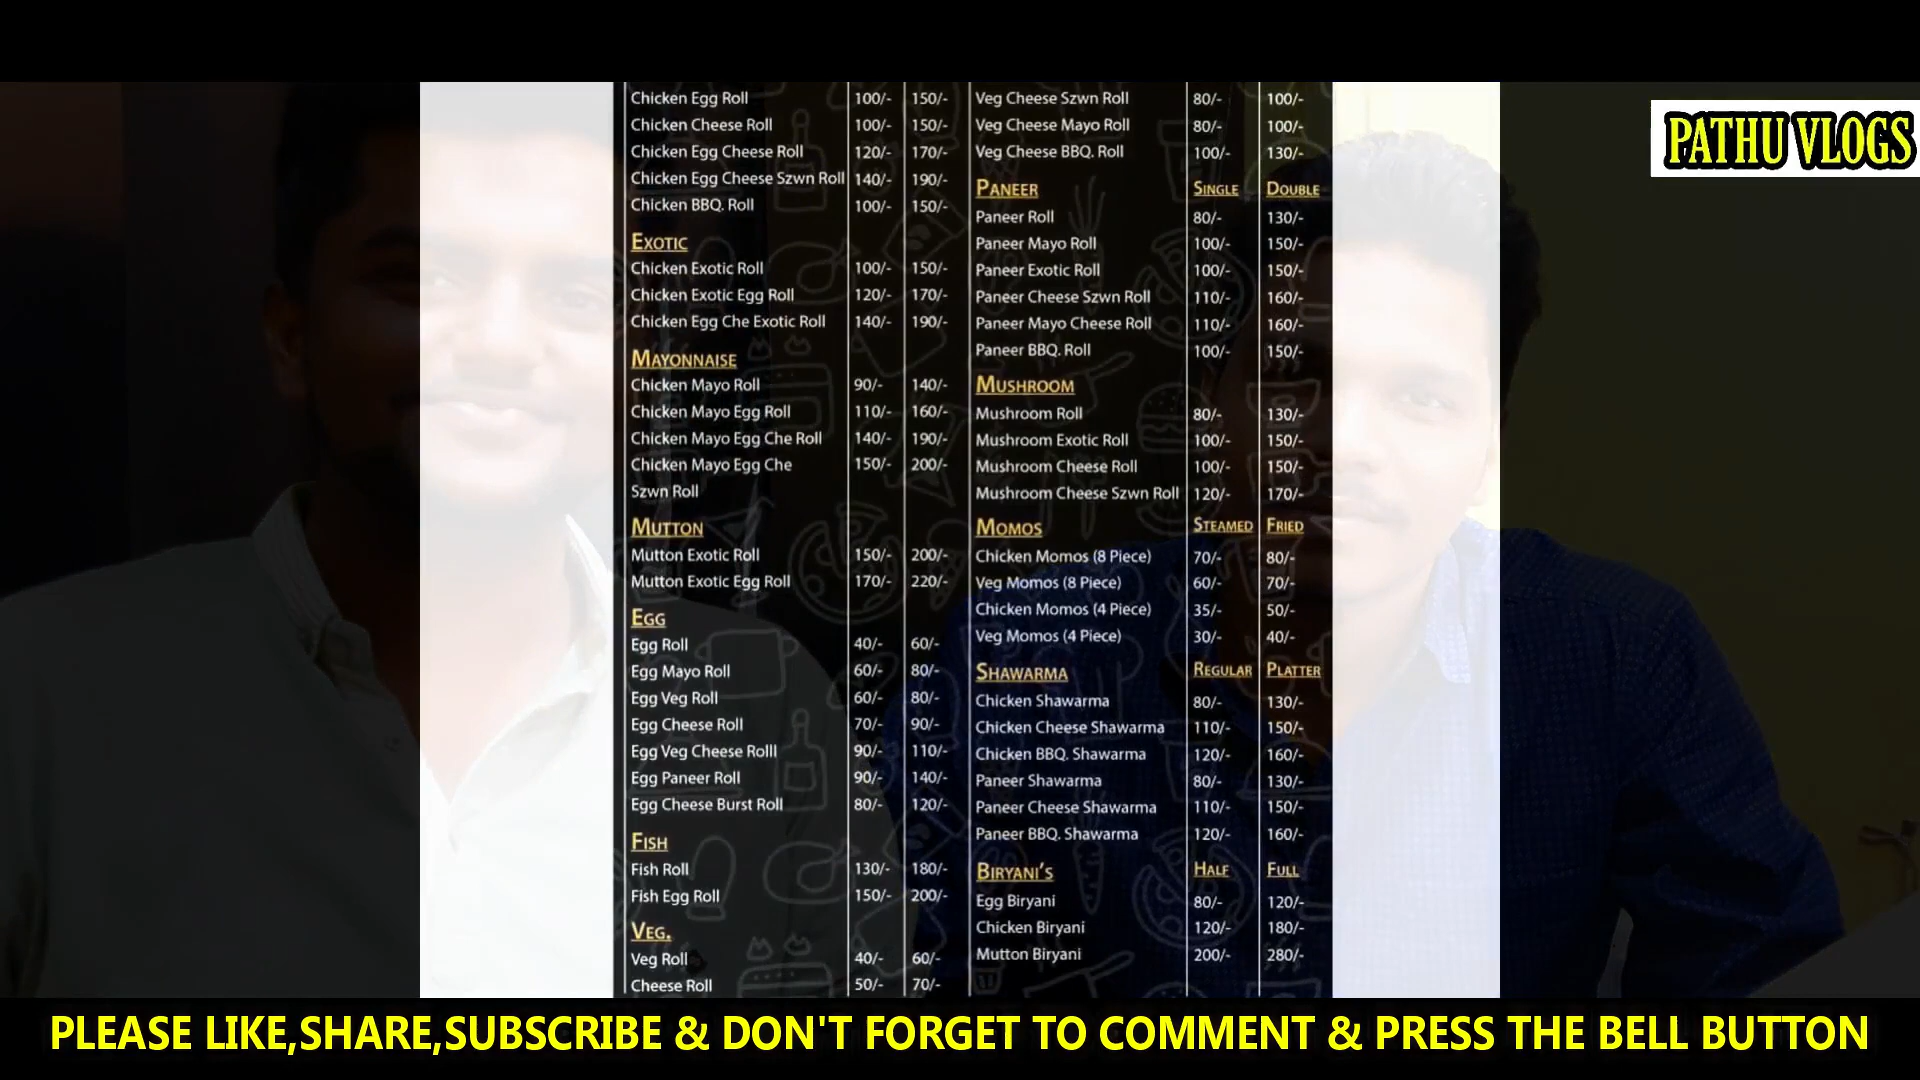 PATHU VLOGS
Chicken Egg Roll 100/- 150/-
Chicken Cheese Roll 100/- 150/-
Chicken Egg Cheese Roll 120/- 170/-
Chicken Egg Cheese Szwn Roll 140/- 190/-
Chicken BBQ. Roll 100/- 150/-
EXOTIC
Chicken Exotic Roll 100/- 150/-
Chicken Exotic Egg Roll 120/- 170/-
Chicken Egg Che Exotic Roll 140/- 190/-
MAYONNAISE
Chicken Mayo Roll 90/- 140/-
Chicken Mayo Egg Roll 110/- 160/-
Chicken Mayo Egg Che Roll 140/- 190/-
Chicken Mayo Egg Che 150/- 200/-
Szwn Roll
MUTTON
Mutton Exotic Roll 150/- 200/-
Mutton Exotic Egg Roll 170/- 220/-
EGG
Egg Roll 40/- 60/-
Egg Mayo Roll 60/- 80/-
Egg Veg Roll 60/- 80/-
Egg Cheese Roll 70/- 90/-
Egg Veg Cheese Rolll 90/- 110/-
Egg Paneer Roll 90/- 140/-
Egg Cheese Burst Roll 80/- 120/-
FISH
Fish Roll 130/- 180/-
Fish Egg Roll 150/- 200/-
VEG.
Veg Roll 40/- 60/-
Cheese Roll 50/- 70/-
Veg Cheese Szwn Roll 80/- 100/-
Veg Cheese Mayo Roll 80/- 100/-
Veg Cheese BBQ. Roll 100/- 130/-
PANEER SINGLE DOUBLE
Paneer Roll 80/- 130/-
Paneer Mayo Roll 100/- 150/-
Paneer Exotic Roll 100/- 150/-
Paneer Cheese Szwn Roll 110/- 160/-
Paneer Mayo Cheese Roll 110/- 160/-
Paneer BBQ. Roll 100/- 150/-
MUSHROOM
Mushroom Roll 80/- 130/-
Mushroom Exotic Roll 100/- 150/-
Mushroom Cheese Roll 100/- 150/-
Mushroom Cheese Szwn Roll 120/- 170/-
MOMOS STEAMED FRIED
Chicken Momos (8 Piece) 70/- 80/-
Veg Momos (8 Piece) 60/- 70/-
Chicken Momos (4 Piece) 35/- 50/-
Veg Momos (4 Piece) 30/- 40/-
SHAWARMA REGULAR PLATTER
Chicken Shawarma 80/- 130/-
Chicken Cheese Shawarma 110/- 150/-
Chicken BBQ. Shawarma 120/- 160/-
Paneer Shawarma 80/- 130/-
Paneer Cheese Shawarma 110/- 150/-
Paneer BBQ. Shawarma 120/- 160/-
BIRYANI'S HALF FULL
Egg Biryani 80/- 120/-
Chicken Biryani 120/- 180/-
Mutton Biryani 200/- 280/-
PLEASE LIKE,SHARE,SUBSCRIBE & DON'T FORGET TO COMMENT & PRESS THE BELL BUTTON